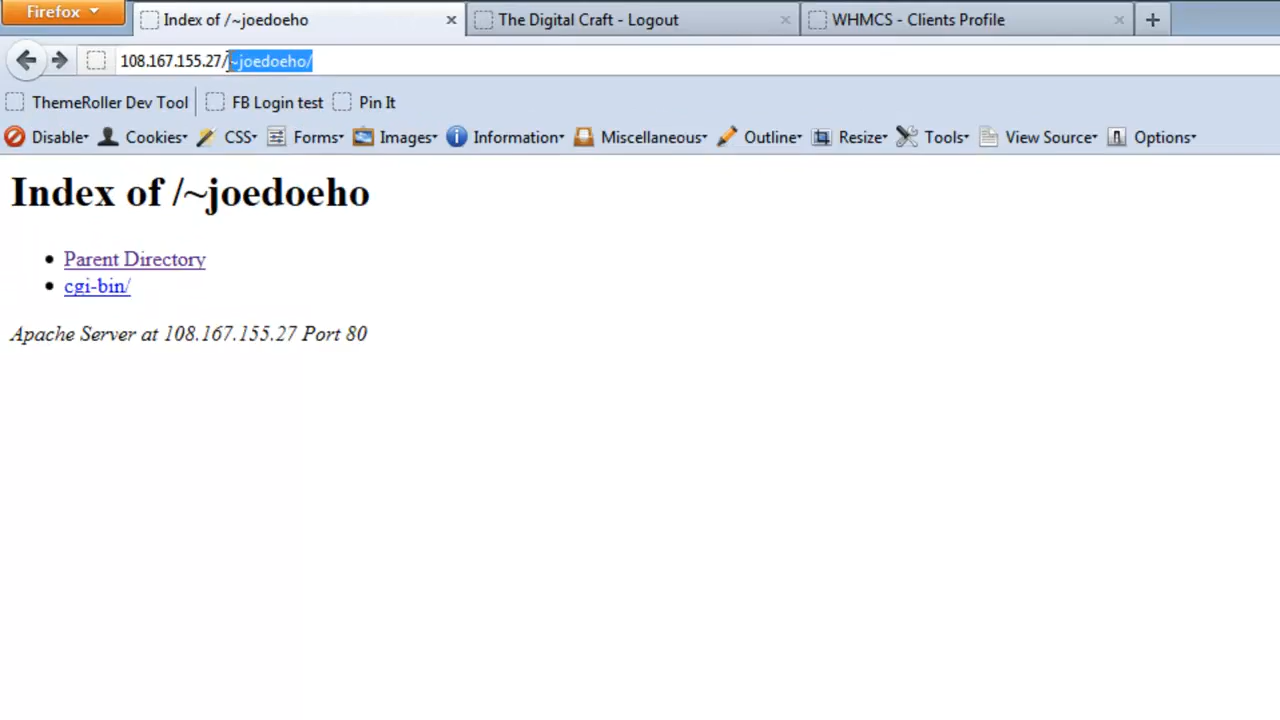 Firefox
Index of /~joedoeho
The Digital Craft - Logout
WHMCS - Clients Profile
108.167.155.27/~joedoeho/
ThemeRoller Dev Tool
FB Login test
Pin It
Disable
Cookies
CSS
Forms
Images
Information
Miscellaneous
Outline
Resize
Tools
View Source
Options
Index of /~joedoeho
Parent Directory
cgi-bin/
Apache Server at 108.167.155.27 Port 80